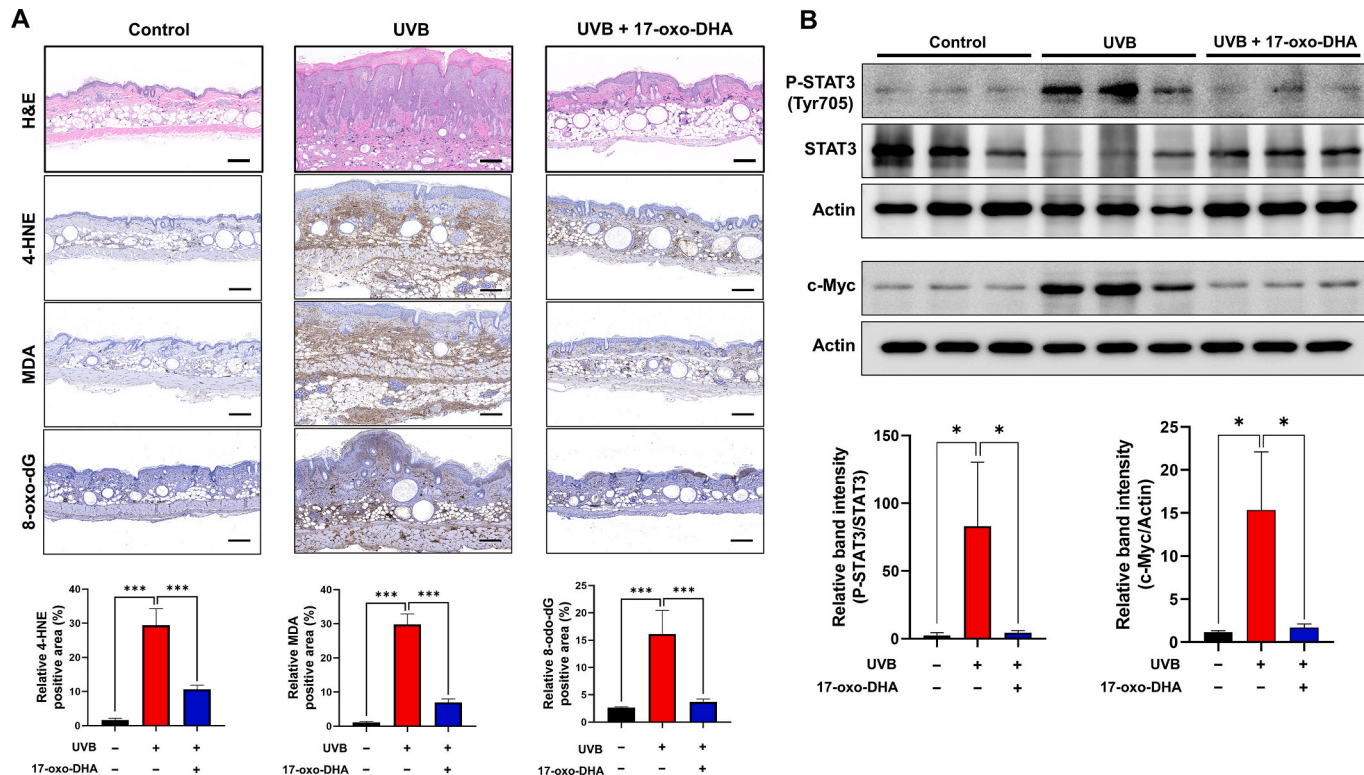 A
Control
UVB
UVB + 17-oxo-DHA
H&E
4-HNE
MDA
8-oxo-dG
Relative 4-HNE
positive area (%)
40
30
20
10
0
***
***
UVB
– + +
17-oxo-DHA
– – +
Relative MDA
positive area (%)
40
30
20
10
0
***
***
UVB
– + +
17-oxo-DHA
– – +
Relative 8-odo-dG
positive area (%)
25
20
15
10
5
0
***
***
UVB
– + +
17-oxo-DHA
– – +
B
Control
UVB
UVB + 17-oxo-DHA
P-STAT3
(Tyr705)
STAT3
Actin
c-Myc
Actin
Relative band intensity
(P-STAT3/STAT3)
150
100
50
0
*
*
UVB
– + +
17-oxo-DHA
– – +
Relative band intensity
(c-Myc/Actin)
25
20
15
10
5
0
*
*
UVB
– + +
17-oxo-DHA
– – +